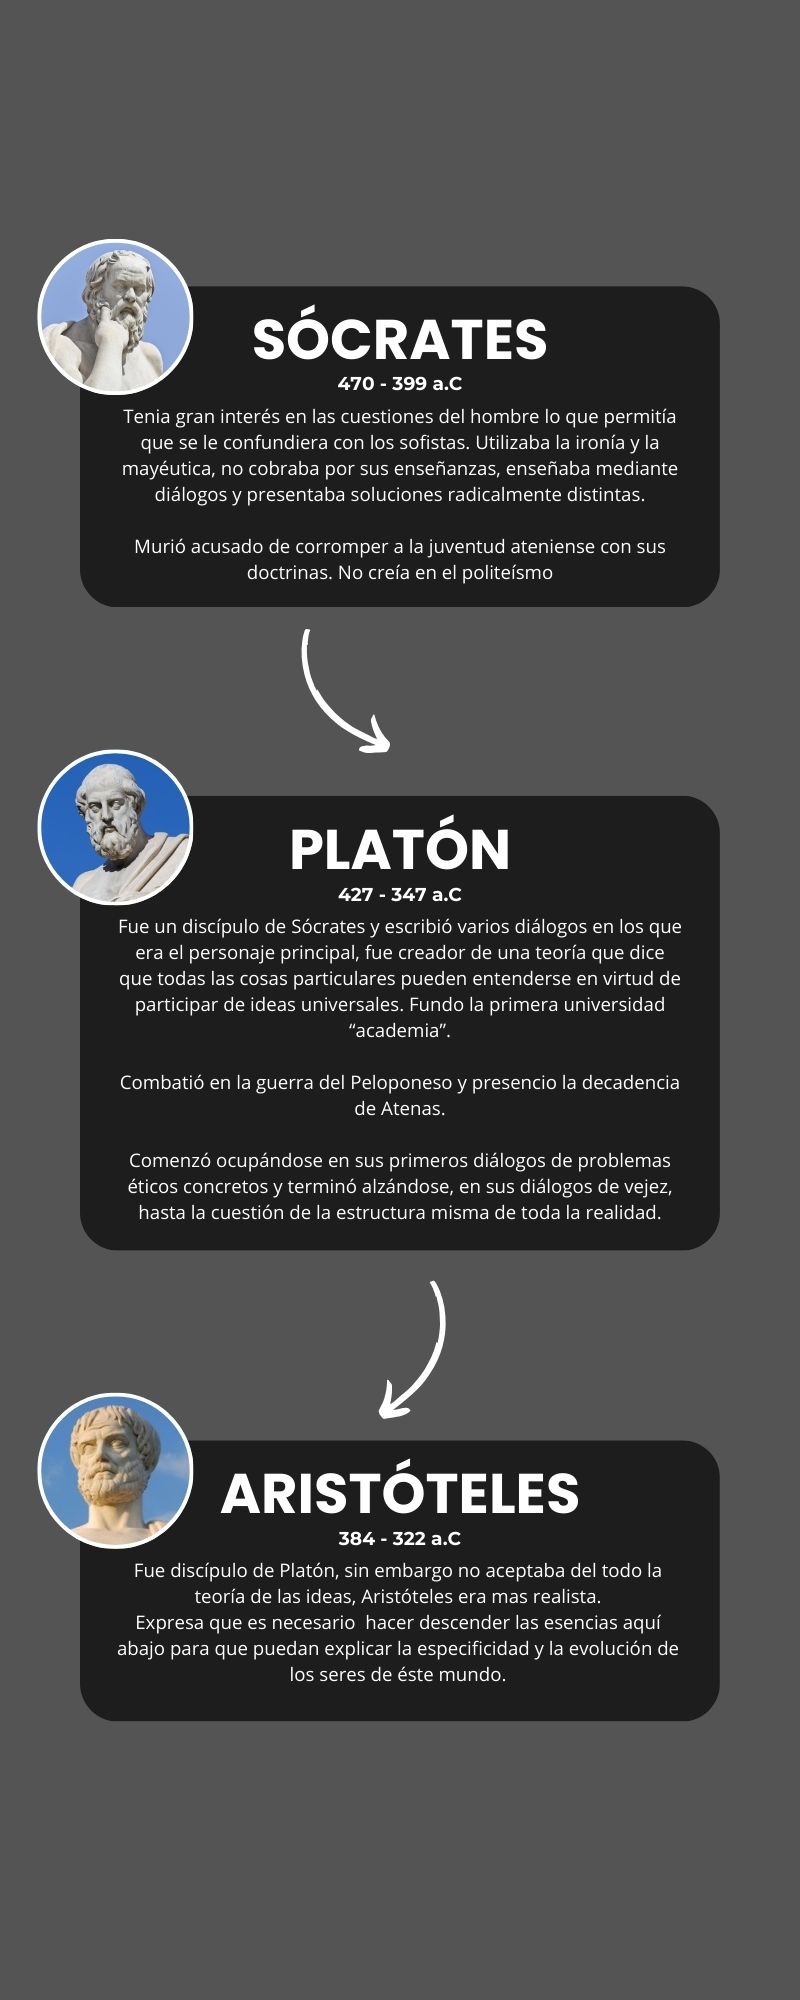 SÓCRATES
470 - 399 a.C
Tenia gran interés en las cuestiones del hombre lo que permitía
que se le confundiera con los sofistas. Utilizaba la ironía y la
mayéutica, no cobraba por sus enseñanzas, enseñaba mediante
diálogos y presentaba soluciones radicalmente distintas.
Murió acusado de corromper a la juventud ateniense con sus
doctrinas. No creía en el politeísmo
PLATÓN
427 - 347 a.C
Fue un discípulo de Sócrates y escribió varios diálogos en los que
era el personaje principal, fue creador de una teoría que dice
que todas las cosas particulares pueden entenderse en virtud de
participar de ideas universales. Fundo la primera universidad
“academia”.
Combatió en la guerra del Peloponeso y presencio la decadencia
de Atenas.
Comenzó ocupándose en sus primeros diálogos de problemas
éticos concretos y terminó alzándose, en sus diálogos de vejez,
hasta la cuestión de la estructura misma de toda la realidad.
ARISTÓTELES
384 - 322 a.C
Fue discípulo de Platón, sin embargo no aceptaba del todo la
teoría de las ideas, Aristóteles era mas realista.
Expresa que es necesario  hacer descender las esencias aquí
abajo para que puedan explicar la especificidad y la evolución de
los seres de éste mundo.